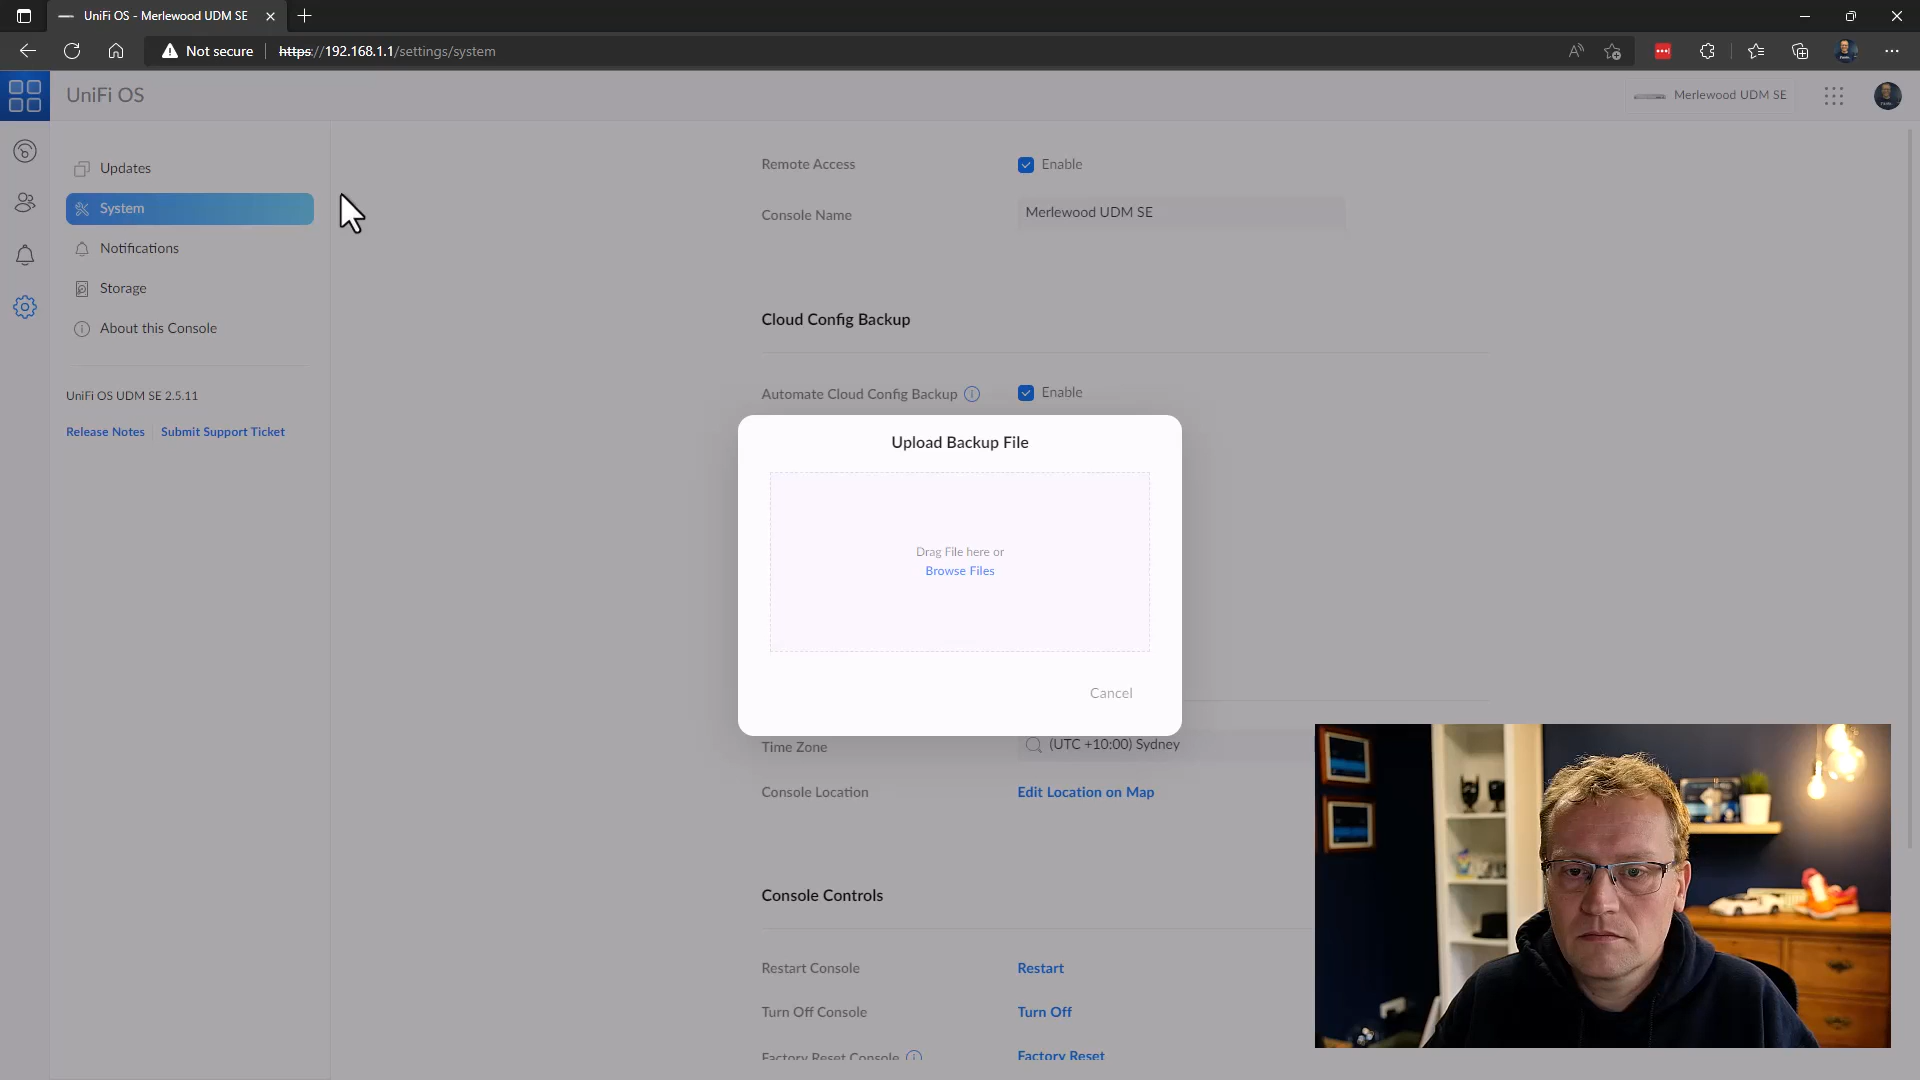 UniFi OS - Merlewood UDM SE
Not secure
https://192.168.1.1/settings/system
UniFi OS
Merlewood UDM SE
Updates
System
Notifications
Storage
About this Console
UniFi OS UDM SE 2.5.11
Release Notes
Submit Support Ticket
Remote Access
Enable
Console Name
Merlewood UDM SE
Cloud Config Backup
Automate Cloud Config Backup
Enable
Upload Backup File
Drag File here or
Browse Files
Cancel
Time Zone
(UTC +10:00) Sydney
Console Location
Edit Location on Map
Console Controls
Restart Console
Restart
Turn Off Console
Turn Off
Factory Reset Console
Factory Reset